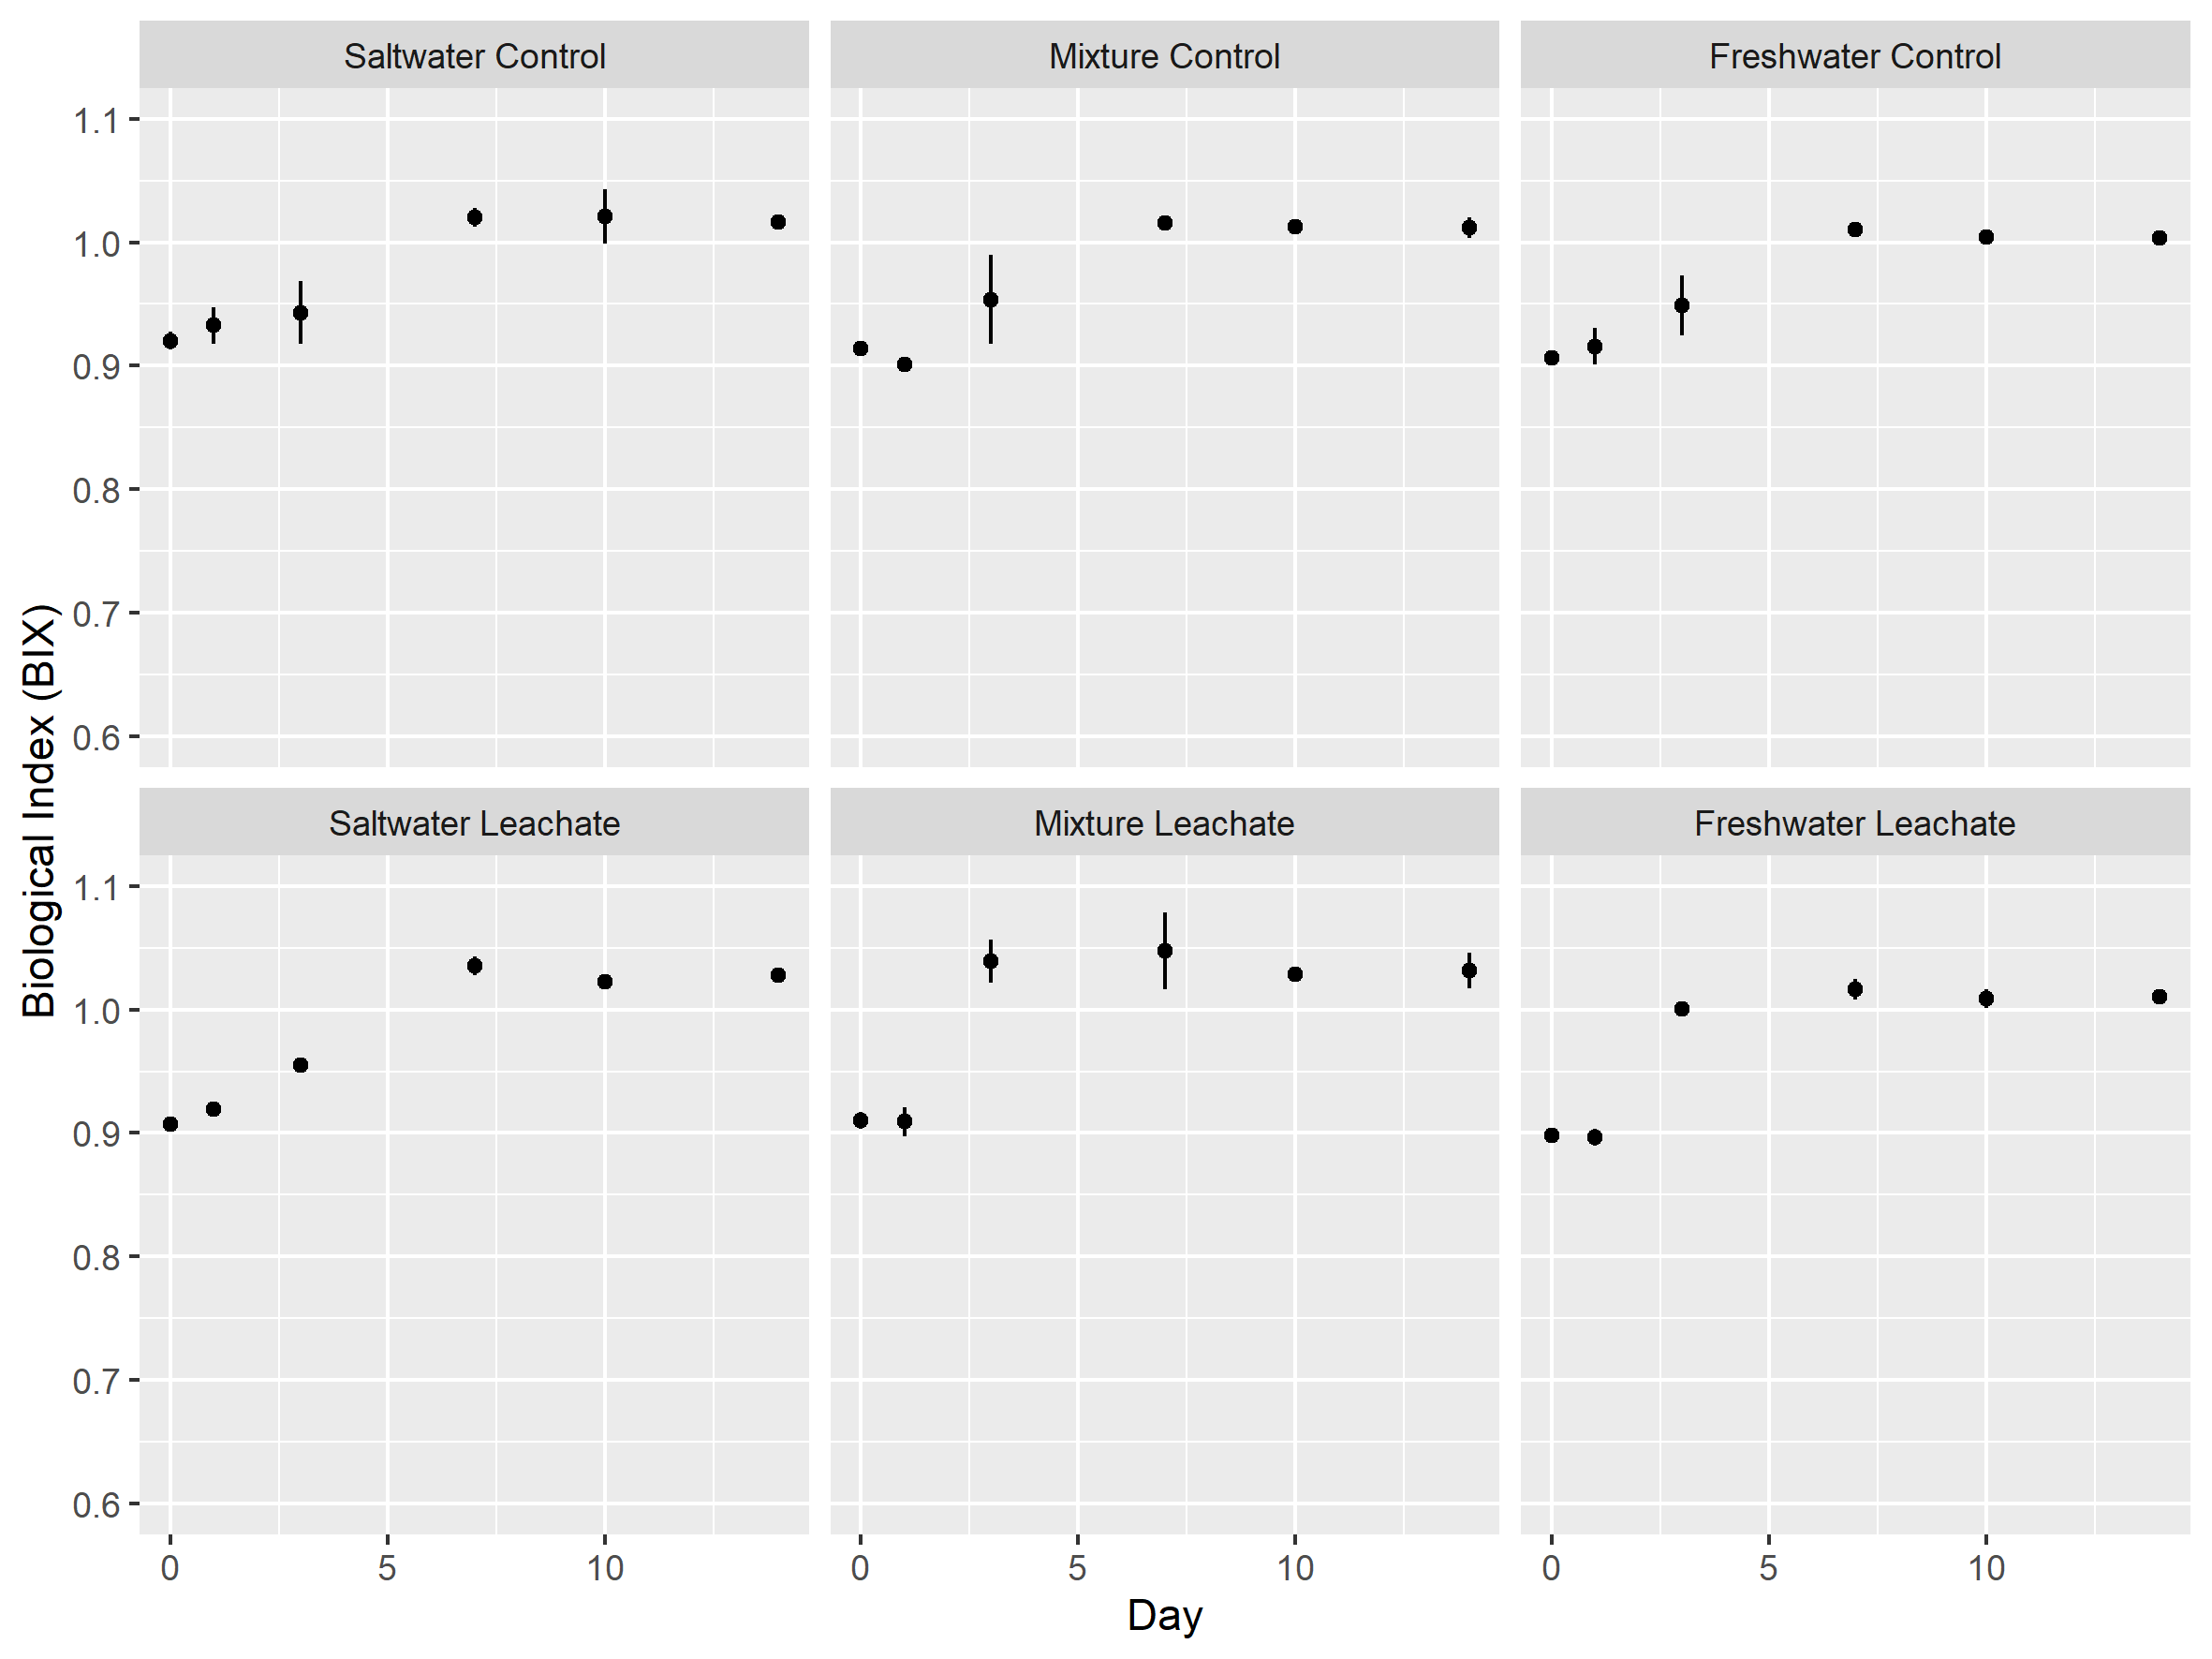 Saltwater Control
Mixture Control
Freshwater Control
1.1
1.0
0.9
0.8
0.7
0.6
Biological Index (BIX)
Saltwater Leachate
Mixture Leachate
Freshwater Leachate
1.1
1.0
0.9
0.8
0.7
0.6
0 5 10
0 5 10
0 5 10
Day